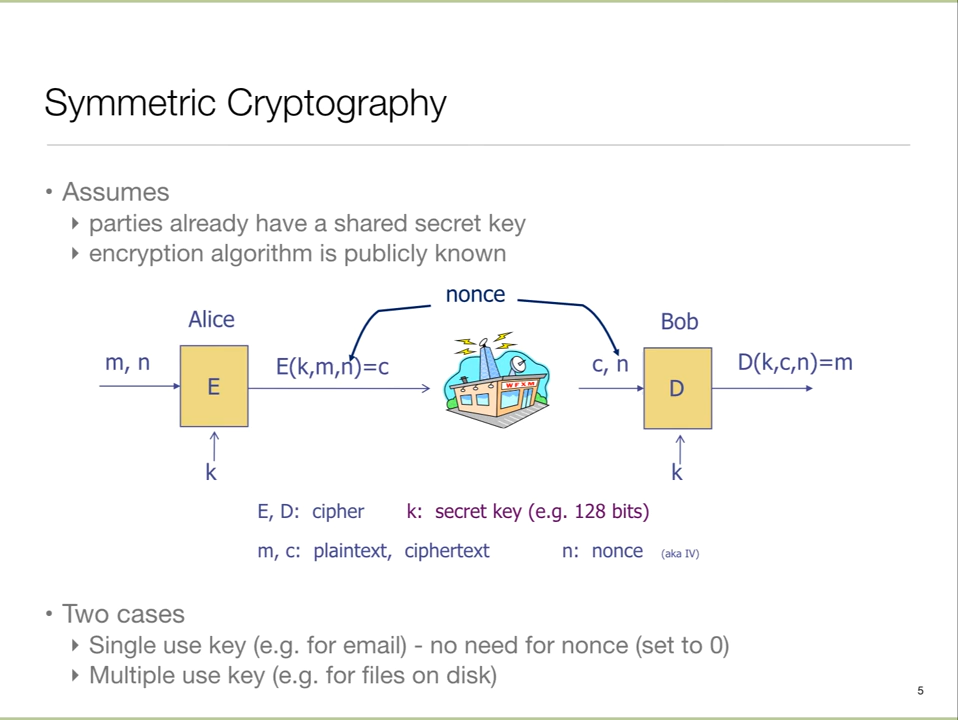 Symmetric Cryptography
• Assumes
‣ parties already have a shared secret key
‣ encryption algorithm is publicly known
nonce
Alice
Bob
m, n
E
E(k,m,n)=c
WFXM
c, n
D
D(k,c,n)=m
k
k
E, D: cipher k: secret key (e.g. 128 bits)
m, c: plaintext, ciphertext n: nonce (aka IV)
• Two cases
‣ Single use key (e.g. for email) - no need for nonce (set to 0)
‣ Multiple use key (e.g. for files on disk)
5